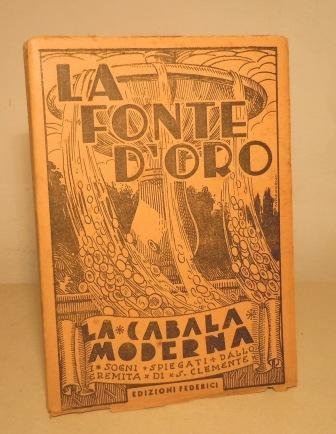 LA
FONTE
D'ORO
LA * CABALA
MODERNA
I * SOGNI + SPIEGATI + DALLO
EREMITA * DI * S. CLEMENTE *
EDIZIONI FEDERICI